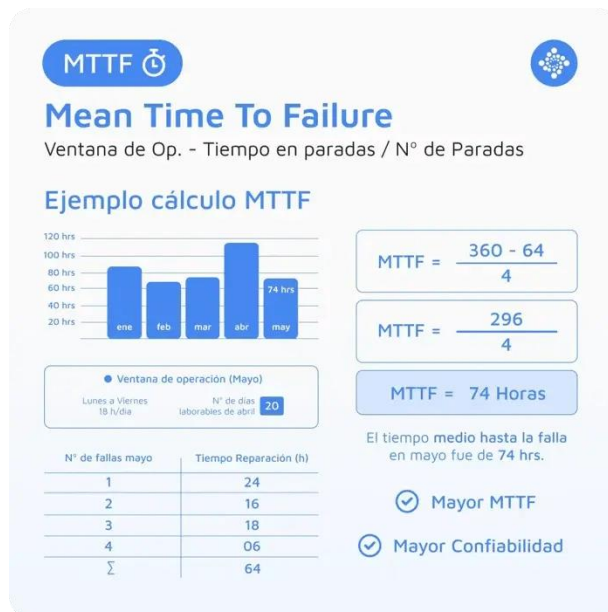 MTTF
Mean Time To Failure
Ventana de Op. - Tiempo en paradas / N° de Paradas
Ejemplo cálculo MTTF
120 hrs
100 hrs
80 hrs
60 hrs
40 hrs
20 hrs
74 hrs
ene feb mar abr may
Ventana de operación (Mayo)
Lunes a Viernes
18 h/dia
N° de días
laborables de abril
20
N° de fallas mayo Tiempo Reparación (h)
1 24
2 16
3 18
4 06
Σ 64
MTTF = 360 - 64
4
MTTF = 296
4
MTTF = 74 Horas
El tiempo medio hasta la falla
en mayo fue de 74 hrs.
Mayor MTTF
Mayor Confiabilidad